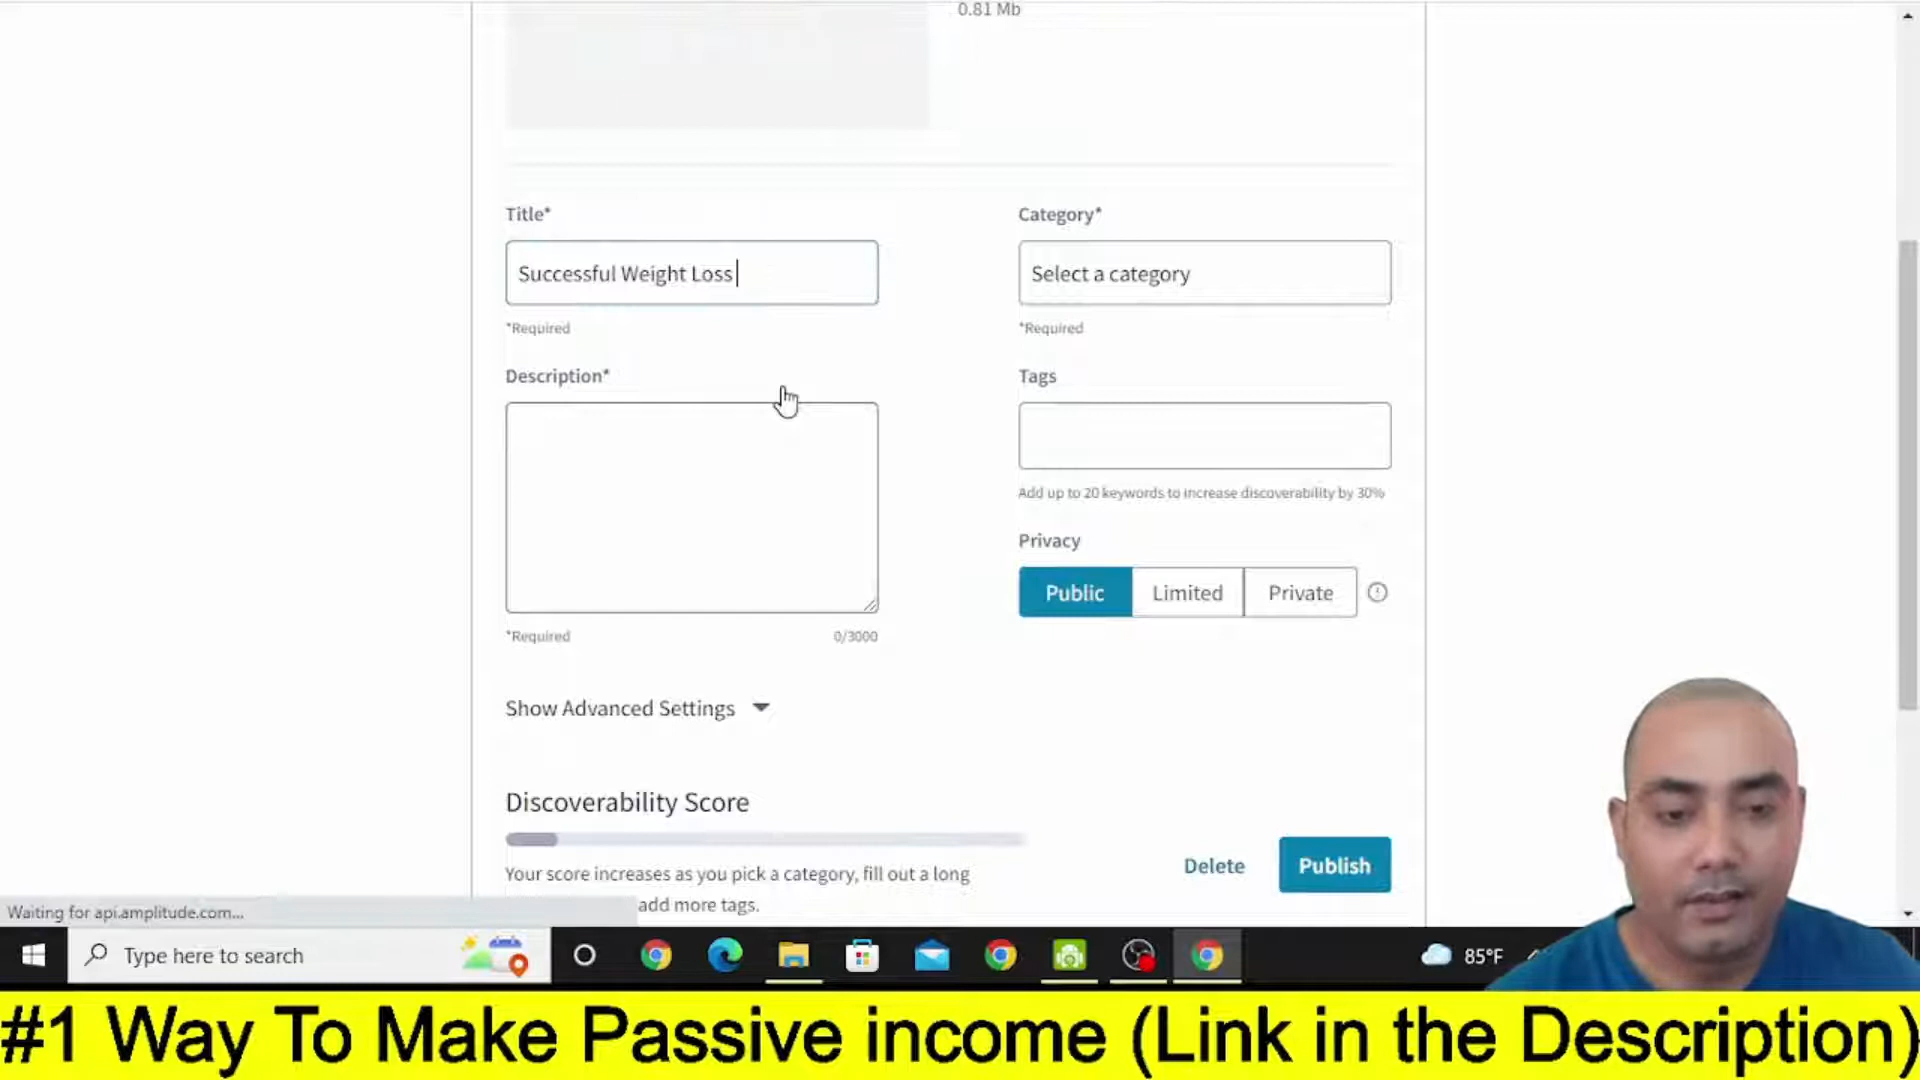 0.81 Mb
Title*
Category*
Successful Weight Loss
Select a category
*Required
*Required
Description*
Tags
Add up to 20 keywords to increase discoverability by 30%
Privacy
Public
Limited
Private
*Required
0/3000
Show Advanced Settings
Discoverability Score
Delete
Publish
Your score increases as you pick a category, fill out a long
add more tags.
Waiting for api.amplitude.com...
Type here to search
85°F
#1 Way To Make Passive income (Link in the Description)